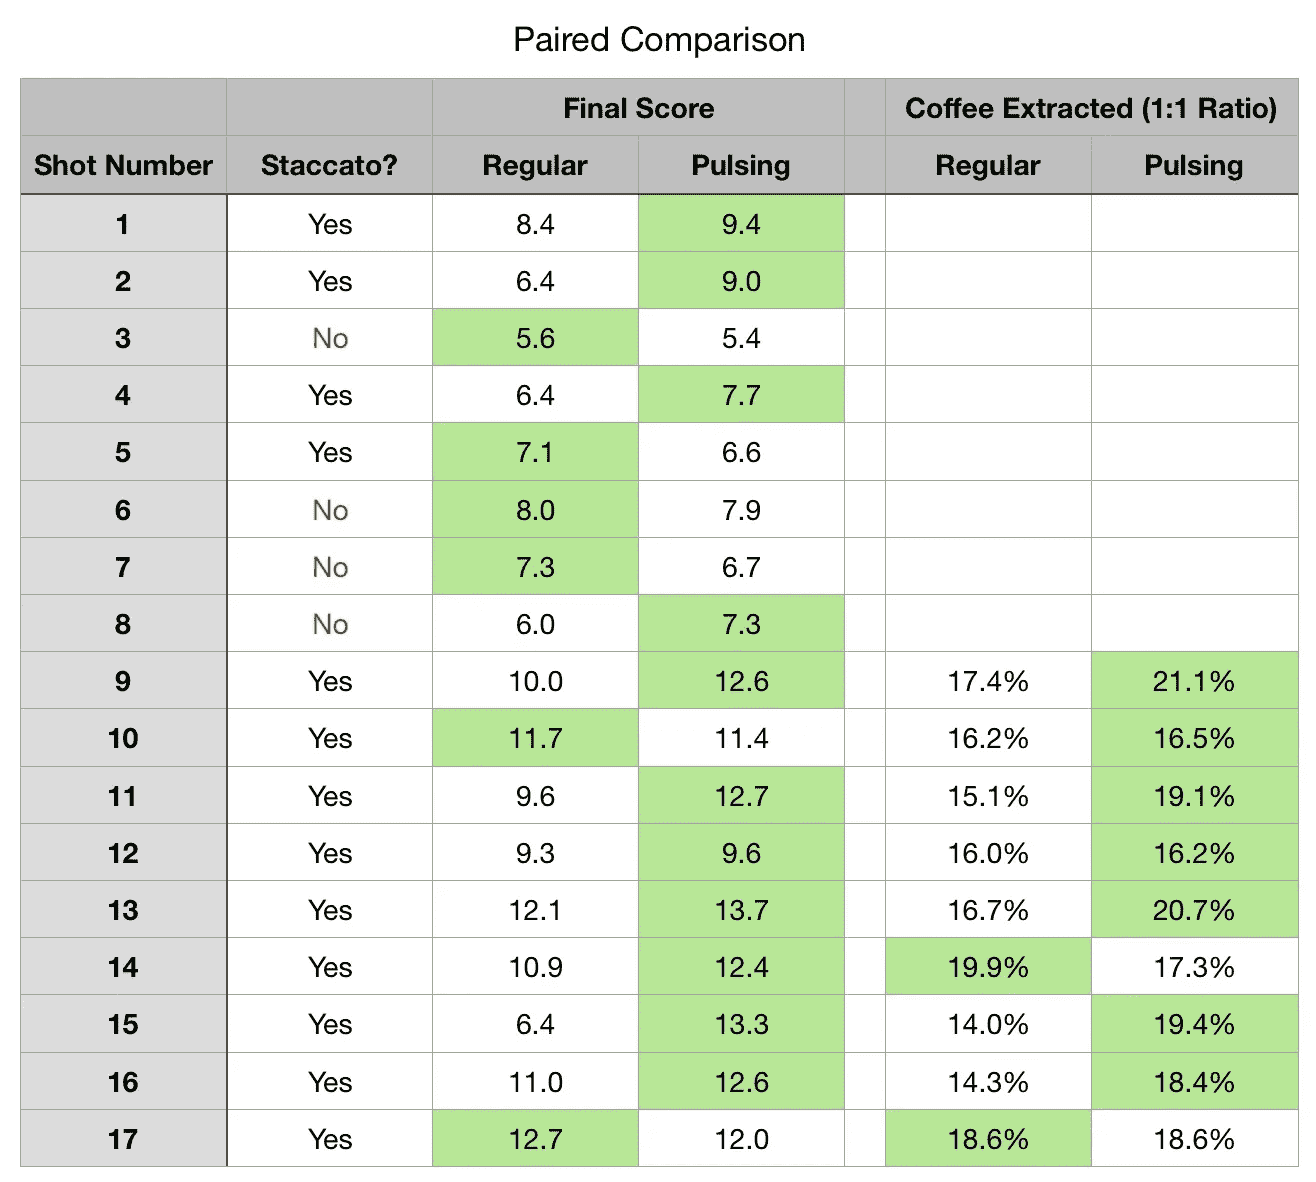 Paired Comparison
Final Score Coffee Extracted (1:1 Ratio)
Shot Number Staccato? Regular Pulsing Regular Pulsing
1 Yes 8.4 9.4
2 Yes 6.4 9.0
3 No 5.6 5.4
4 Yes 6.4 7.7
5 Yes 7.1 6.6
6 No 8.0 7.9
7 No 7.3 6.7
8 No 6.0 7.3
9 Yes 10.0 12.6 17.4% 21.1%
10 Yes 11.7 11.4 16.2% 16.5%
11 Yes 9.6 12.7 15.1% 19.1%
12 Yes 9.3 9.6 16.0% 16.2%
13 Yes 12.1 13.7 16.7% 20.7%
14 Yes 10.9 12.4 19.9% 17.3%
15 Yes 6.4 13.3 14.0% 19.4%
16 Yes 11.0 12.6 14.3% 18.4%
17 Yes 12.7 12.0 18.6% 18.6%